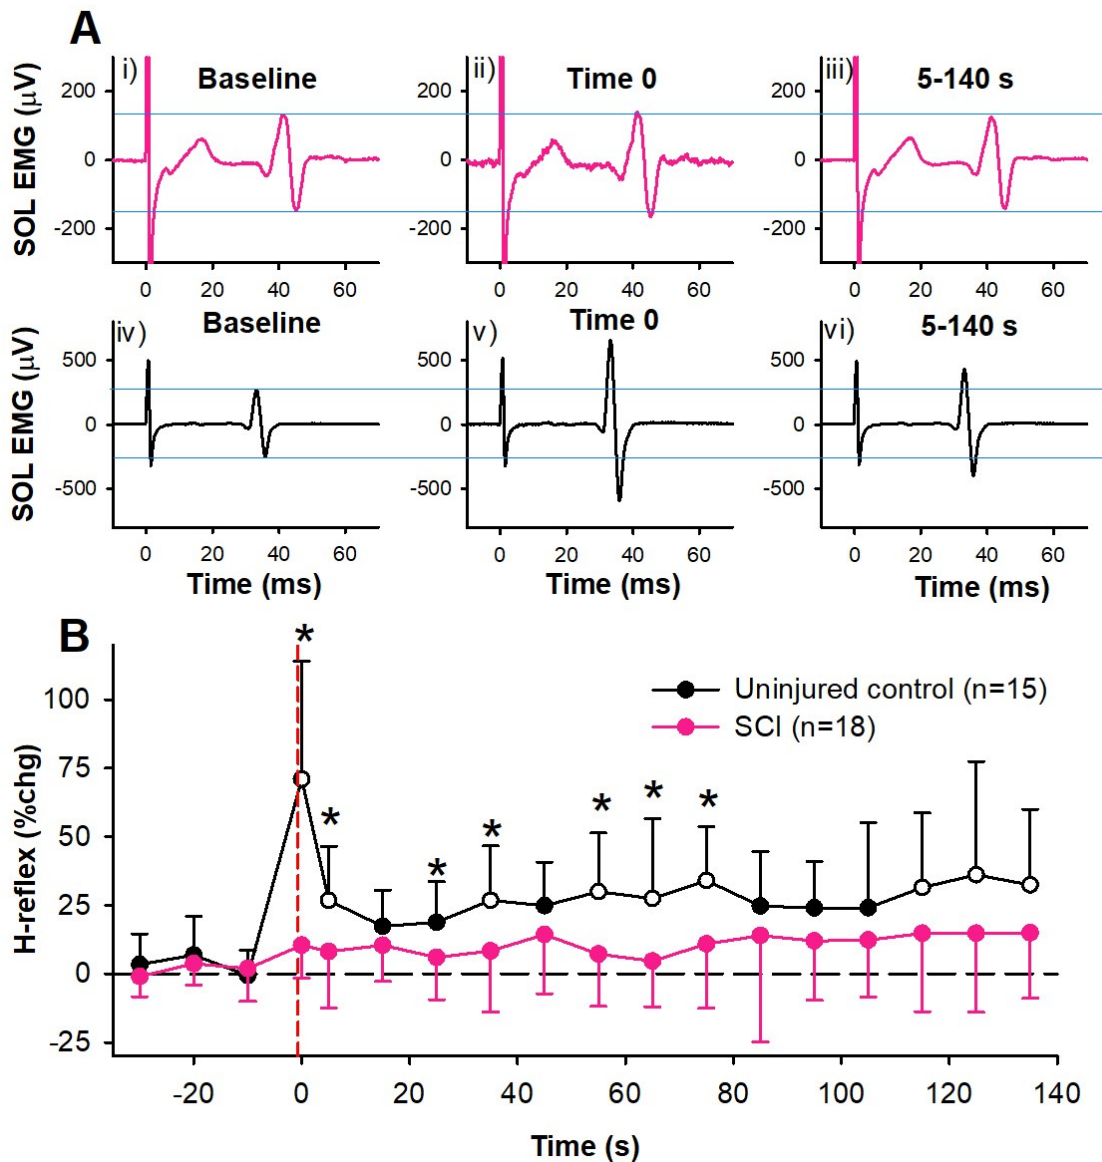 A
i) Baseline
ii) Time 0
iii) 5-140 s
SOL EMG (µV)
200
0
-200
200
0
-200
200
0
-200
0 20 40 60
0 20 40 60
0 20 40 60
iv) Baseline
v) Time 0
vi) 5-140 s
SOL EMG (µV)
500
0
-500
500
0
-500
500
0
-500
0 20 40 60
0 20 40 60
0 20 40 60
Time (ms)
Time (ms)
Time (ms)
B
*
* * * * * *
Uninjured control (n=15)
SCI (n=18)
H-reflex (%chg)
100
75
50
25
0
-25
-20 0 20 40 60 80 100 120 140
Time (s)